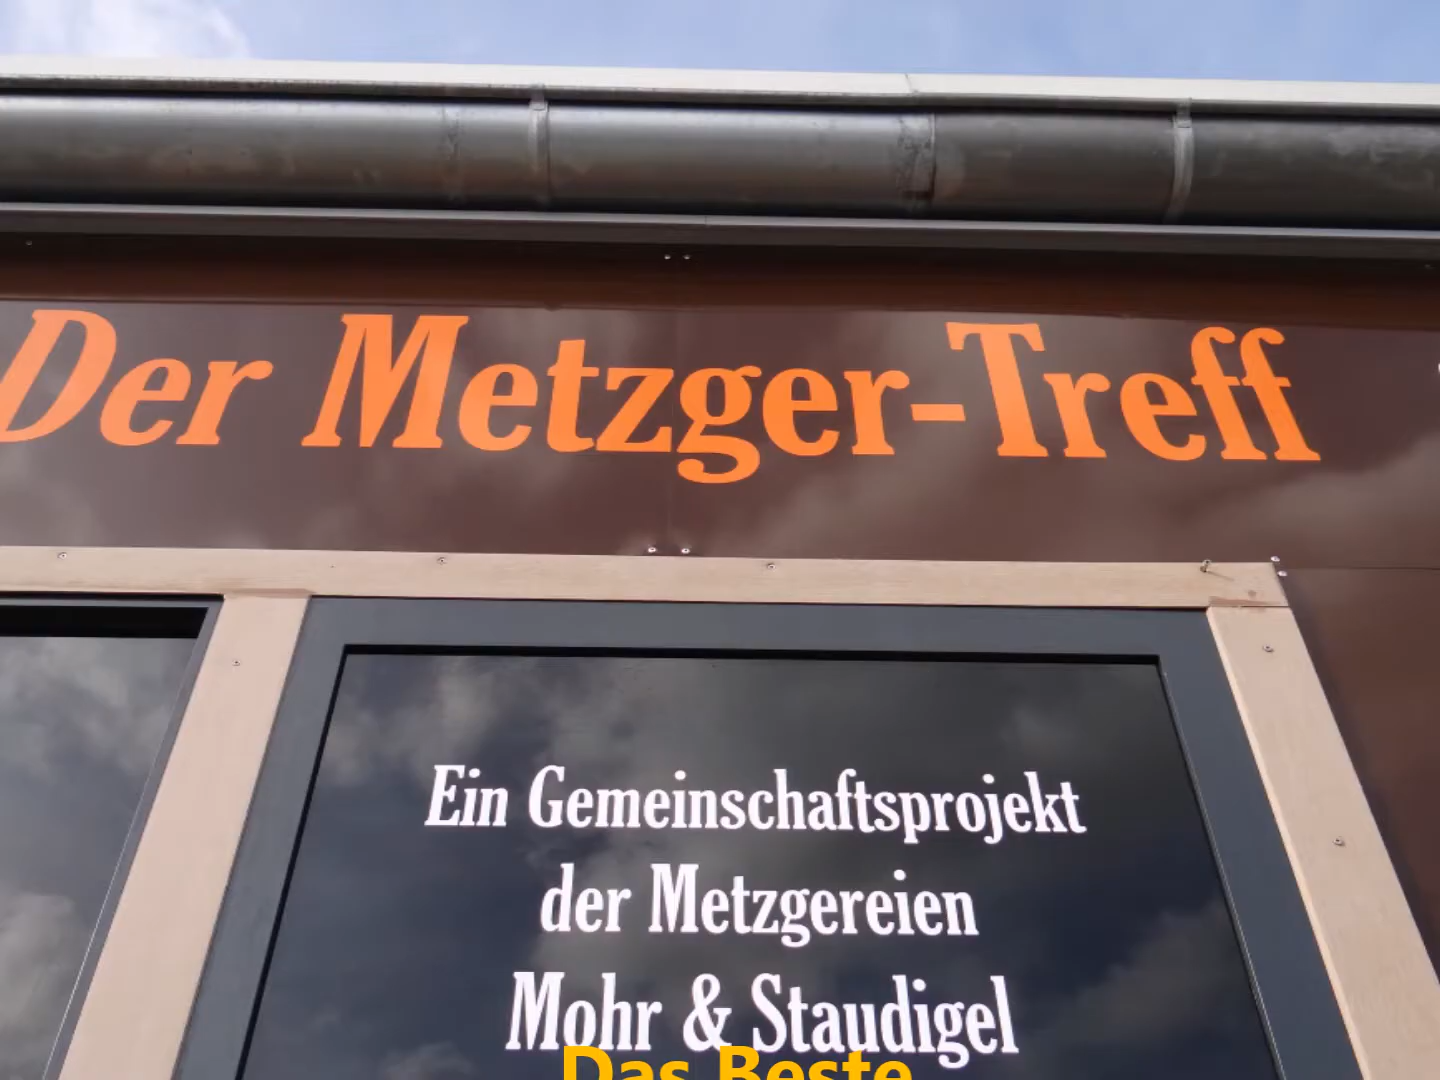 Der Metzger-Treff
Ein Gemeinschaftsprojekt
der Metzgereien
Mohr & Staudigel
Das Beste